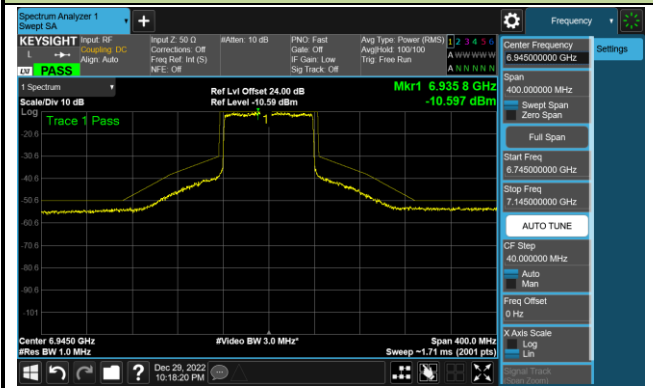 Spectrum Analyzer 1
Swept SA
Frequency
KEYSIGHT
L
LXI
PASS
Input: RF
Coupling: DC
Align: Auto
Input Z: 50 Ω
Corrections: Off
Freq Ref: Int (S)
NFE: Off
#Atten: 10 dB
PNO: Fast
Gate: Off
IF Gain: Low
Sig Track: Off
Avg Type: Power (RMS)
Avg|Hold: 100/100
Trig: Free Run
1 2 3 4 5 6
A W W W W W
A N N N N N
1 Spectrum
Scale/Div 10 dB
Ref Lvl Offset 24.00 dB
Ref Level -10.59 dBm
Mkr1 6.935 8 GHz
-10.597 dBm
Log
Trace 1 Pass
1
-20.6
-30.6
-40.6
-50.6
-60.6
-70.6
-80.6
-90.6
-101
Center 6.9450 GHz
#Res BW 1.0 MHz
#Video BW 3.0 MHz*
Span 400.0 MHz
Sweep ~1.71 ms (2001 pts)
Dec 29, 2022
10:18:20 PM
Center Frequency
6.945000000 GHz
Span
400.000000 MHz
Swept Span
Zero Span
Full Span
Start Freq
6.745000000 GHz
Stop Freq
7.145000000 GHz
AUTO TUNE
CF Step
40.000000 MHz
Auto
Man
Freq Offset
0 Hz
X Axis Scale
Log
Lin
Signal Track
(Span Zoom)
Settings